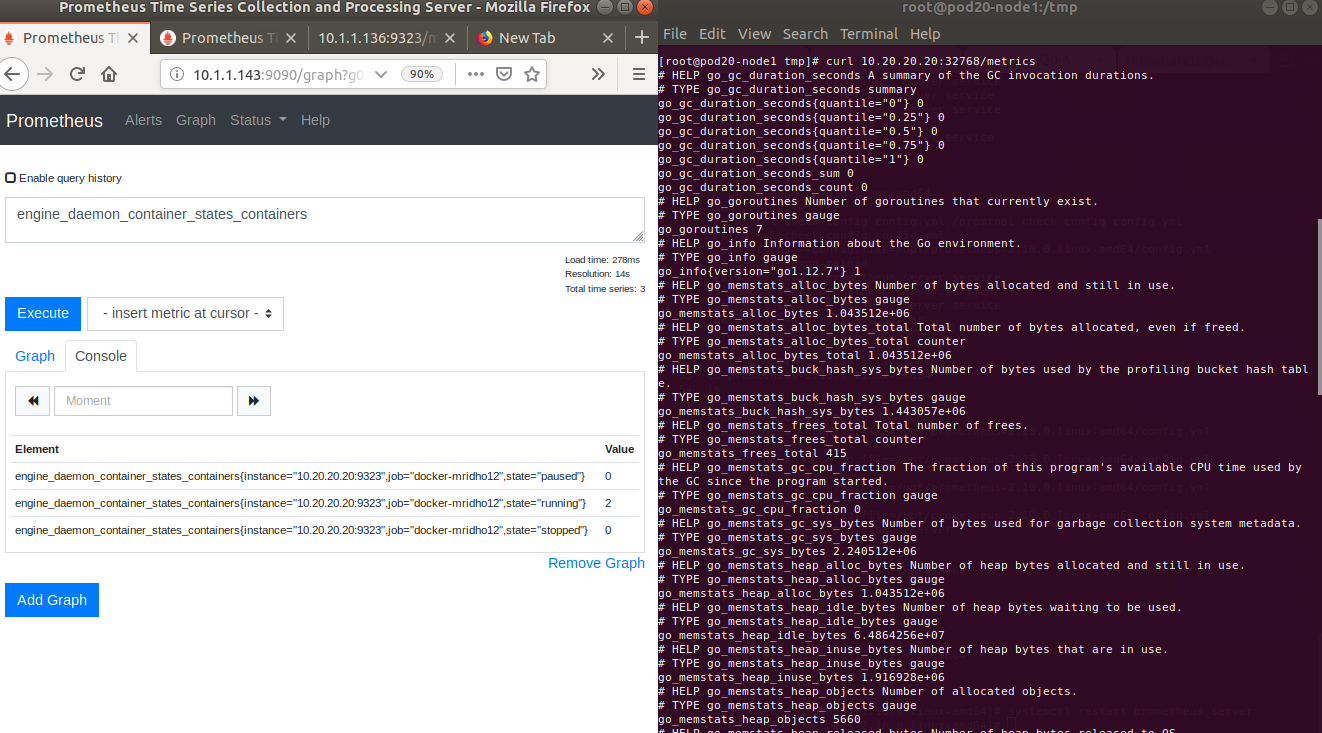 Prometheus Time Series Collection and Processing Server - Mozilla Firefox
Prometheus Ti
Prometheus Ti
10.1.1.136:9323/m
New Tab
10.1.1.143:9090/graph?g0
90%
Prometheus
Alerts
Graph
Status
Help
Enable query history
engine_daemon_container_states_containers
Load time: 278ms
Resolution: 14s
Total time series: 3
Execute
- insert metric at cursor -
Graph
Console
Moment
Element Value
engine_daemon_container_states_containers{instance="10.20.20.20:9323",job="docker-mridho12",state="paused"} 0
engine_daemon_container_states_containers{instance="10.20.20.20:9323",job="docker-mridho12",state="running"} 2
engine_daemon_container_states_containers{instance="10.20.20.20:9323",job="docker-mridho12",state="stopped"} 0
Remove Graph
Add Graph
root@pod20-node1:/tmp
File Edit View Search Terminal Help
[root@pod20-node1 tmp]# curl 10.20.20.20:32768/metrics
# HELP go_gc_duration_seconds A summary of the GC invocation durations.
# TYPE go_gc_duration_seconds summary
go_gc_duration_seconds{quantile="0"} 0
go_gc_duration_seconds{quantile="0.25"} 0
go_gc_duration_seconds{quantile="0.5"} 0
go_gc_duration_seconds{quantile="0.75"} 0
go_gc_duration_seconds{quantile="1"} 0
go_gc_duration_seconds_sum 0
go_gc_duration_seconds_count 0
# HELP go_goroutines Number of goroutines that currently exist.
# TYPE go_goroutines gauge
go_goroutines 7
# HELP go_info Information about the Go environment.
# TYPE go_info gauge
go_info{version="go1.12.7"} 1
# HELP go_memstats_alloc_bytes Number of bytes allocated and still in use.
# TYPE go_memstats_alloc_bytes gauge
go_memstats_alloc_bytes 1.043512e+06
# HELP go_memstats_alloc_bytes_total Total number of bytes allocated, even if freed.
# TYPE go_memstats_alloc_bytes_total counter
go_memstats_alloc_bytes_total 1.043512e+06
# HELP go_memstats_buck_hash_sys_bytes Number of bytes used by the profiling bucket hash tabl
e.
# TYPE go_memstats_buck_hash_sys_bytes gauge
go_memstats_buck_hash_sys_bytes 1.443057e+06
# HELP go_memstats_frees_total Total number of frees.
# TYPE go_memstats_frees_total counter
go_memstats_frees_total 415
# HELP go_memstats_gc_cpu_fraction The fraction of this program's available CPU time used by
the GC since the program started.
# TYPE go_memstats_gc_cpu_fraction gauge
go_memstats_gc_cpu_fraction 0
# HELP go_memstats_gc_sys_bytes Number of bytes used for garbage collection system metadata.
# TYPE go_memstats_gc_sys_bytes gauge
go_memstats_gc_sys_bytes 2.240512e+06
# HELP go_memstats_heap_alloc_bytes Number of heap bytes allocated and still in use.
# TYPE go_memstats_heap_alloc_bytes gauge
go_memstats_heap_alloc_bytes 1.043512e+06
# HELP go_memstats_heap_idle_bytes Number of heap bytes waiting to be used.
# TYPE go_memstats_heap_idle_bytes gauge
go_memstats_heap_idle_bytes 6.4864256e+07
# HELP go_memstats_heap_inuse_bytes Number of heap bytes that are in use.
# TYPE go_memstats_heap_inuse_bytes gauge
go_memstats_heap_inuse_bytes 1.916928e+06
# HELP go_memstats_heap_objects Number of allocated objects.
# TYPE go_memstats_heap_objects gauge
go_memstats_heap_objects 5660
# HELP go_memstats_heap_released_bytes Number of heap bytes released to OS.